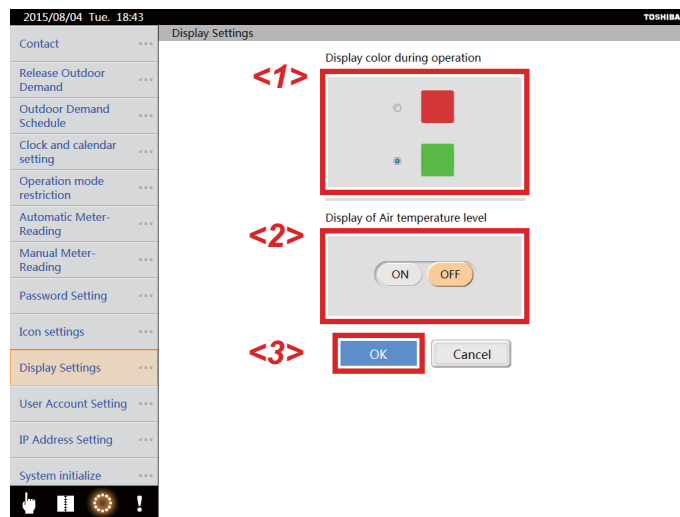 2015/08/04 Tue. 18:43
TOSHIBA
Contact
Release Outdoor
Demand
Outdoor Demand
Schedule
Clock and calendar
setting
Operation mode
restriction
Automatic Meter-
Reading
Manual Meter-
Reading
Password Setting
Icon settings
Display Settings
User Account Setting
IP Address Setting
System initialize
Display Settings
Display color during operation
<1>
Display of Air temperature level
<2>
ON OFF
<3>
OK Cancel